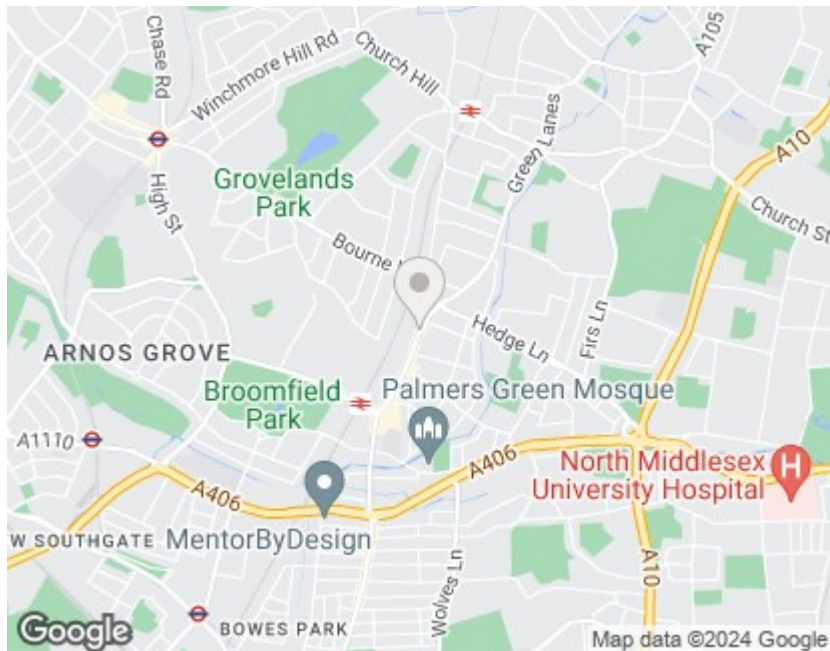 Chase Rd
Winchmore Hill Rd
Church Hill
A105
Green Lanes
A10
Grovelands
Park
High St
Church St
Bourne
Hedge Ln
Firs Ln
ARNOS GROVE
Broomfield
Park
Palmers Green Mosque
A1110
A406
A406
North Middlesex
University Hospital
H
W SOUTHGATE
MentorByDesign
Wolves Ln
A10
BOWES PARK
Google
Map data ©2024 Google